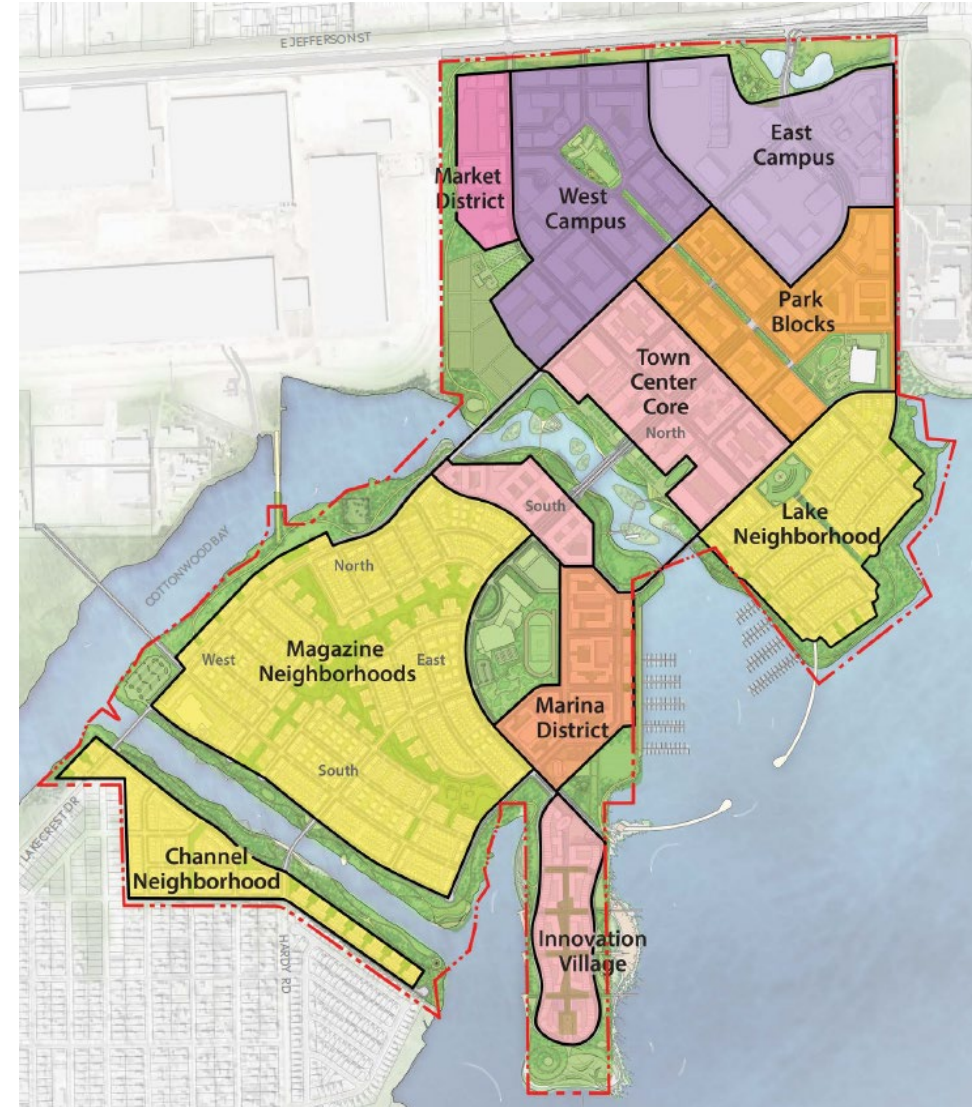 E JEFFERSON ST
East
Campus
Market
District
West
Campus
Park
Blocks
Town
Center
Core
North
South
Lake
Neighborhood
COTTONWOOD BAY
North
Magazine
Neighborhoods
West
East
Marina
District
South
LAKECREST DR
Channel
Neighborhood
HARDY RD
Innovation
Village